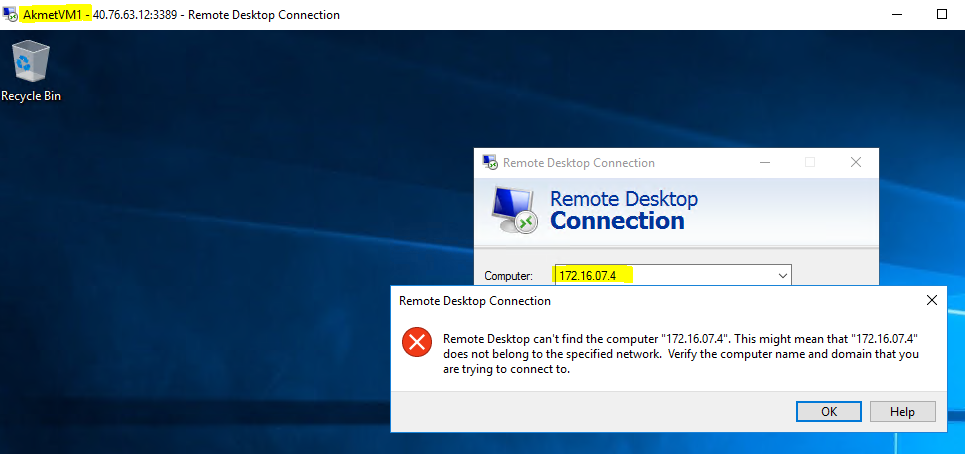 AkmetVM1 - 40.76.63.12:3389 - Remote Desktop Connection
Recycle Bin
Remote Desktop Connection
Remote Desktop
Connection
Computer:
172.16.07.4
Remote Desktop Connection
Remote Desktop can't find the computer "172.16.07.4". This might mean that "172.16.07.4"
does not belong to the specified network.  Verify the computer name and domain that you
are trying to connect to.
OK
Help